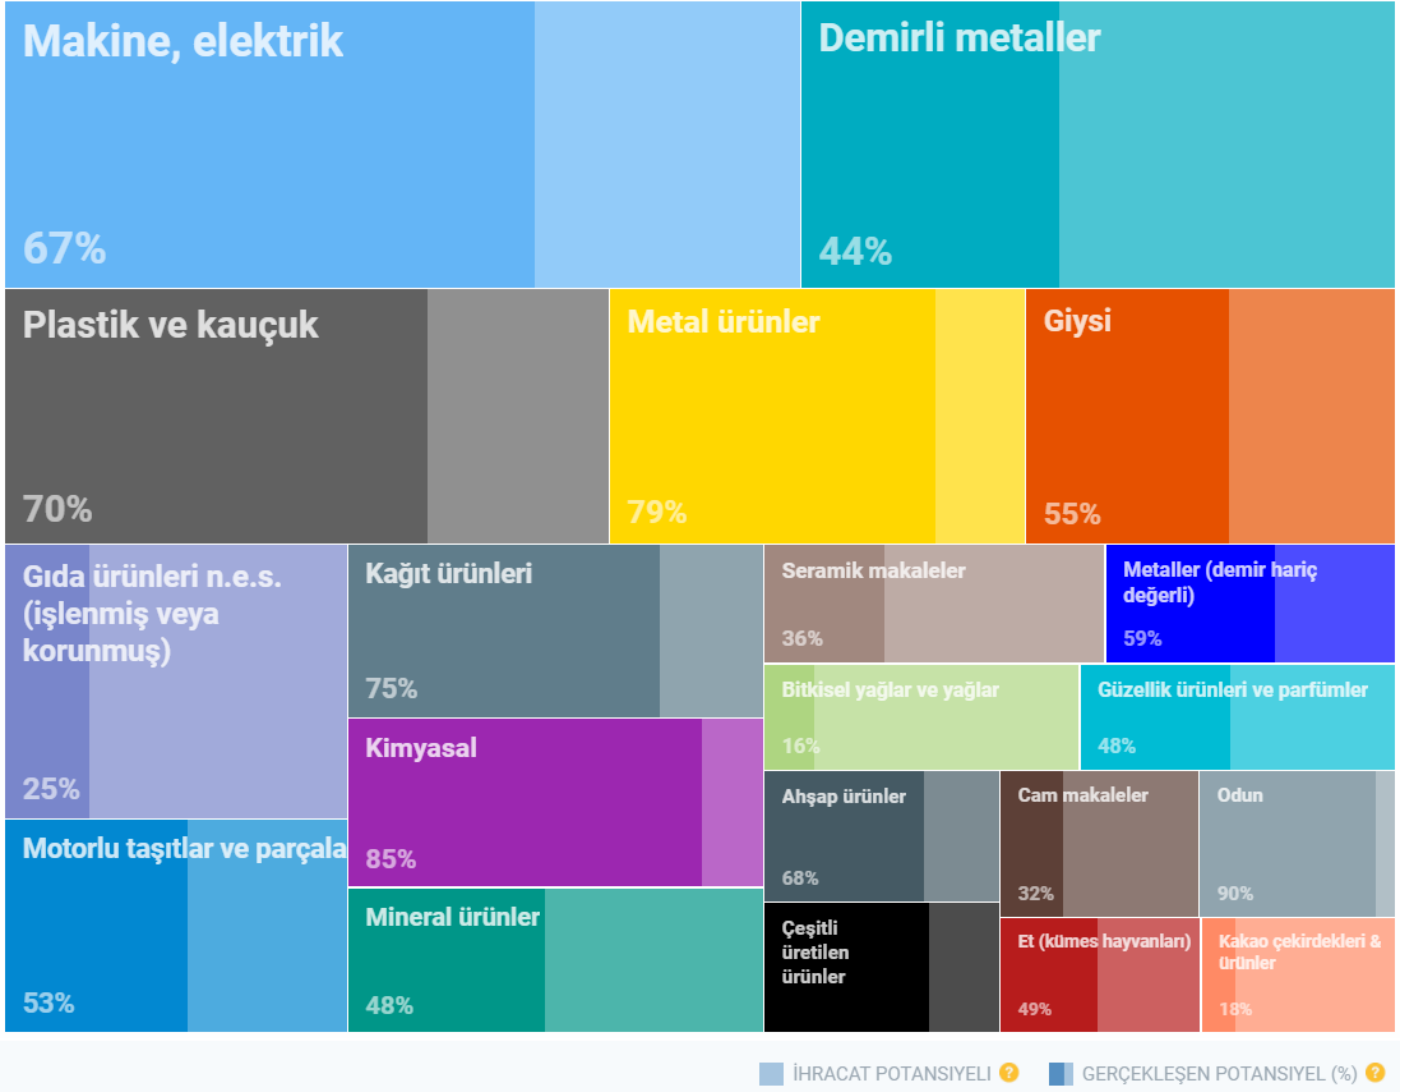 Makine, elektrik
67%
Demirli metaller
44%
Plastik ve kauçuk
70%
Metal ürünler
79%
Giysi
55%
Gıda ürünleri n.e.s.
(işlenmiş veya
korunmuş)
25%
Kağıt ürünleri
75%
Seramik makaleler
36%
Metaller (demir hariç
değerli)
59%
Bitkisel yağlar ve yağlar
16%
Güzellik ürünleri ve parfümler
48%
Kimyasal
85%
Ahşap ürünler
68%
Cam makaleler
32%
Odun
90%
Motorlu taşıtlar ve parçala
53%
Mineral ürünler
48%
Çeşitli
üretilen
ürünler
Et (kümes hayvanları)
49%
Kakao çekirdekleri &
ürünler
18%
İHRACAT POTANSIYELI ?
GERÇEKLEŞEN POTANSIYEL (%) ?